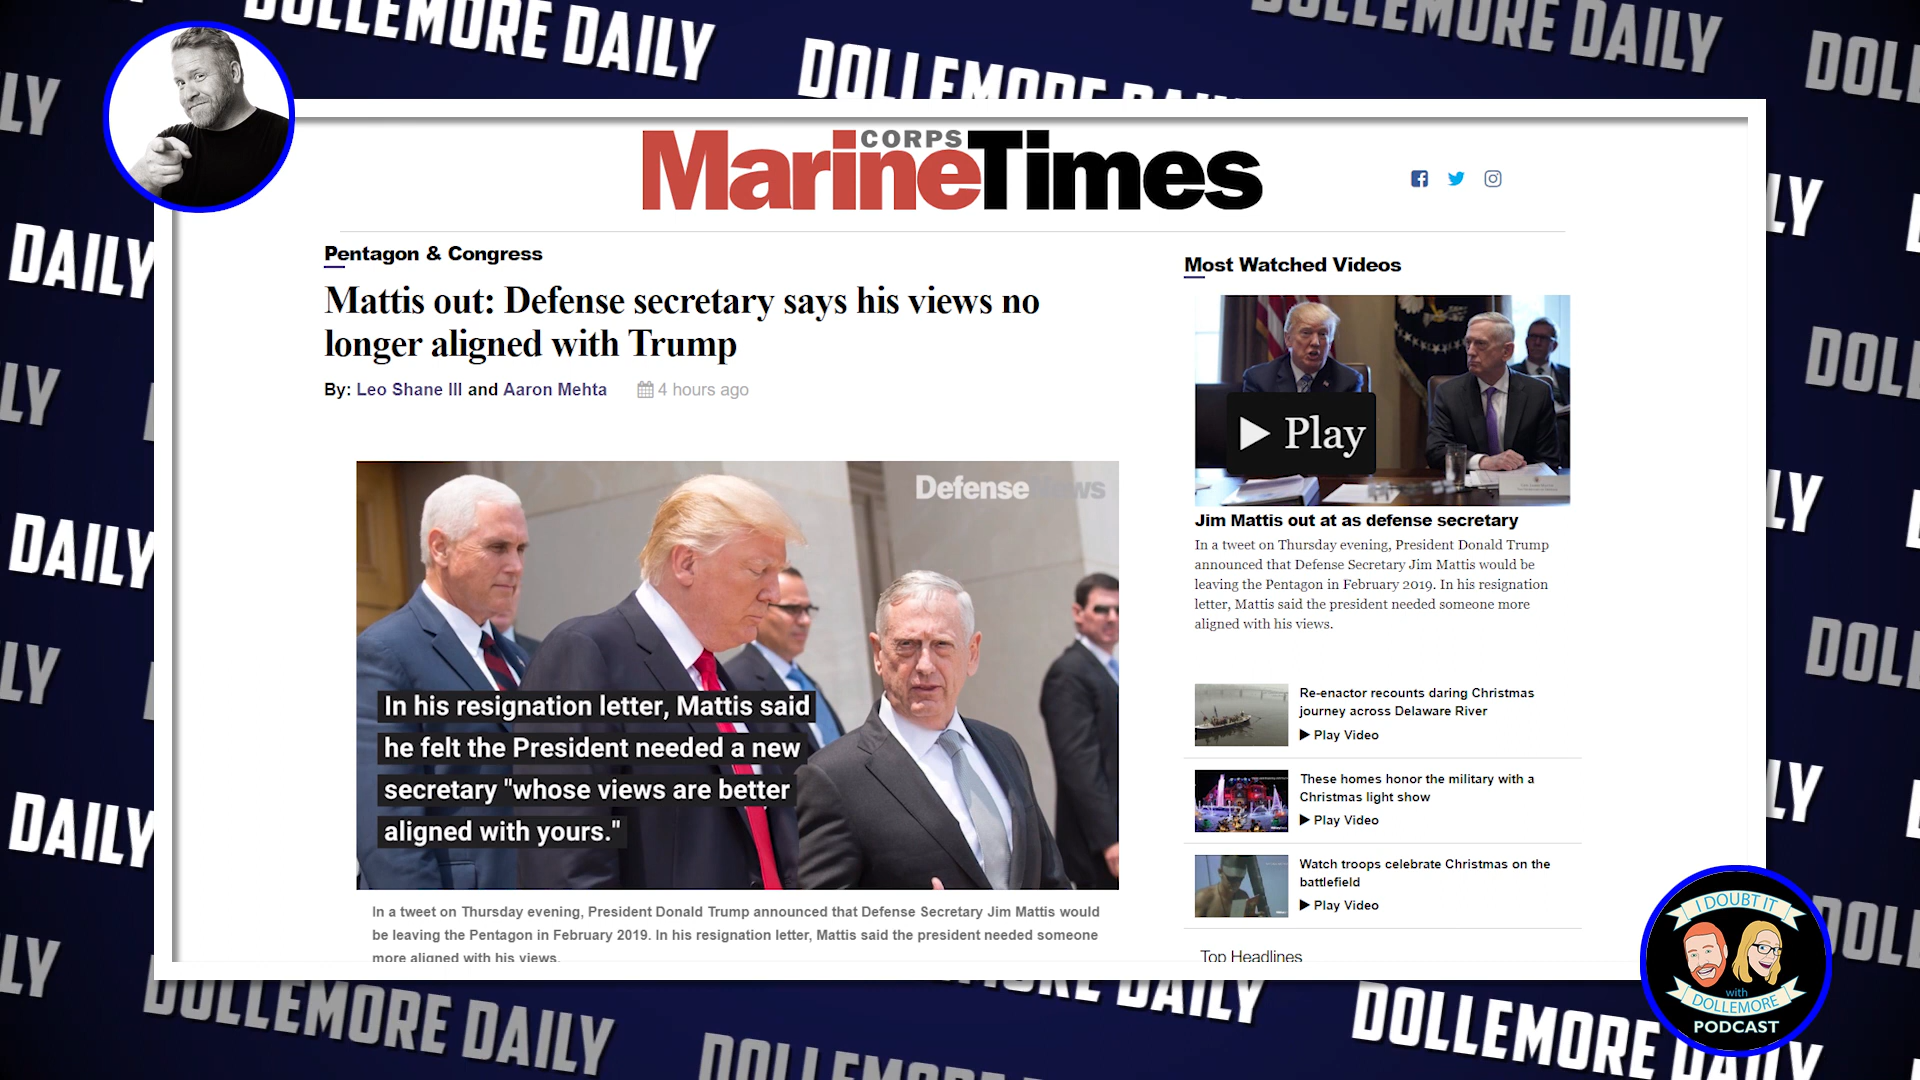 DOLLEMORE DAILY
DOLLEMORE DAILY
DOLLEMORE DAILY
CORPS
MarineTimes
Pentagon & Congress
Mattis out: Defense secretary says his views no
longer aligned with Trump
By: Leo Shane III and Aaron Mehta 4 hours ago
Defense News
In his resignation letter, Mattis said
he felt the President needed a new
secretary "whose views are better
aligned with yours."
In a tweet on Thursday evening, President Donald Trump announced that Defense Secretary Jim Mattis would
be leaving the Pentagon in February 2019. In his resignation letter, Mattis said the president needed someone
more aligned with his views.
Most Watched Videos
Play
Jim Mattis out at as defense secretary
In a tweet on Thursday evening, President Donald Trump
announced that Defense Secretary Jim Mattis would be
leaving the Pentagon in February 2019. In his resignation
letter, Mattis said the president needed someone more
aligned with his views.
Re-enactor recounts daring Christmas
journey across Delaware River
Play Video
These homes honor the military with a
Christmas light show
Play Video
Watch troops celebrate Christmas on the
battlefield
Play Video
Top Headlines
I DOUBT IT
with
DOLLEMORE
PODCAST
DAILY
DAILY
DAILY
DOLLEMORE DAILY
DOLLEMORE DAILY